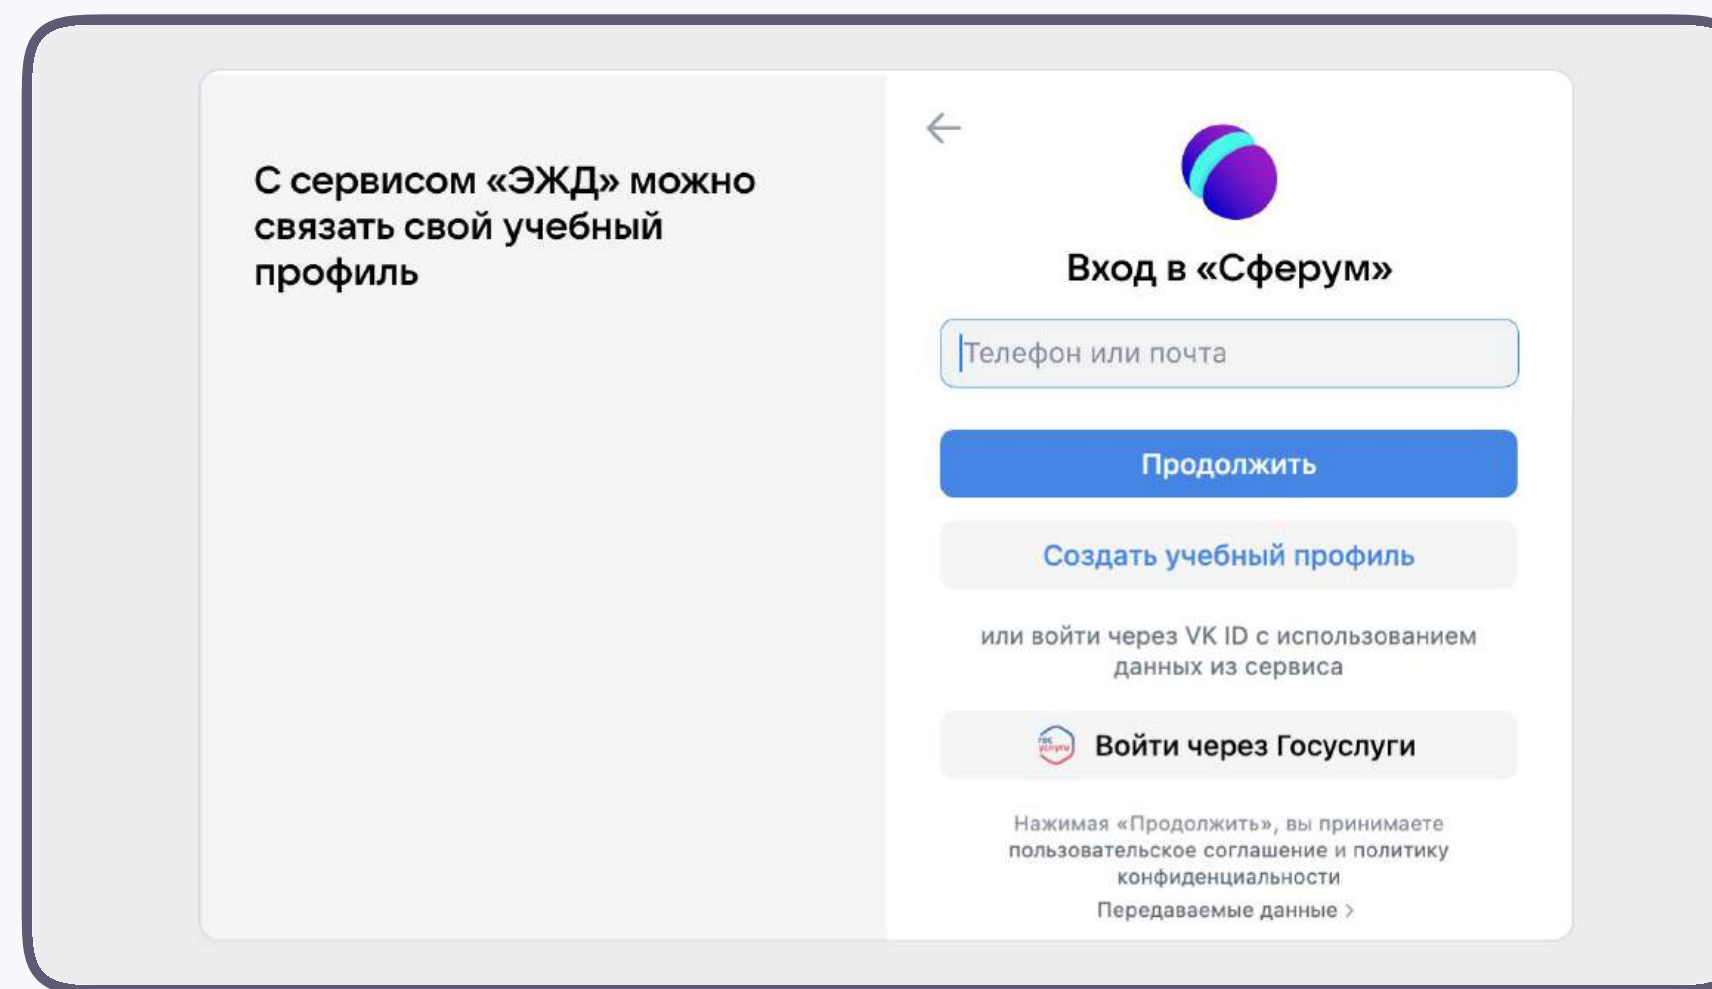 С сервисом «ЭЖД» можно
связать свой учебный
профиль
Вход в «Сферум»
Телефон или почта
Продолжить
Создать учебный профиль
или войти через VK ID с использованием
данных из сервиса
гос
услуги
Войти через Госуслуги
Нажимая «Продолжить», вы принимаете
пользовательское соглашение и политику
конфиденциальности
Передаваемые данные >